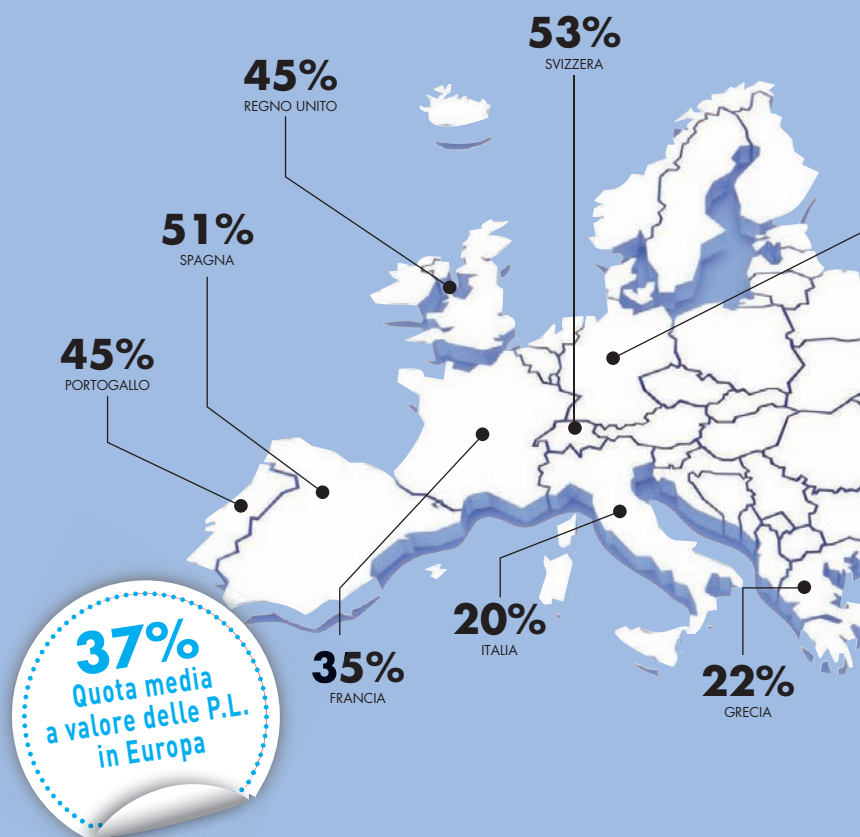 53%
SVIZZERA
45%
REGNO UNITO
51%
SPAGNA
45%
PORTOGALLO
20%
ITALIA
35%
FRANCIA
22%
GRECIA
37%
Quota media
a valore delle P.L.
in Europa